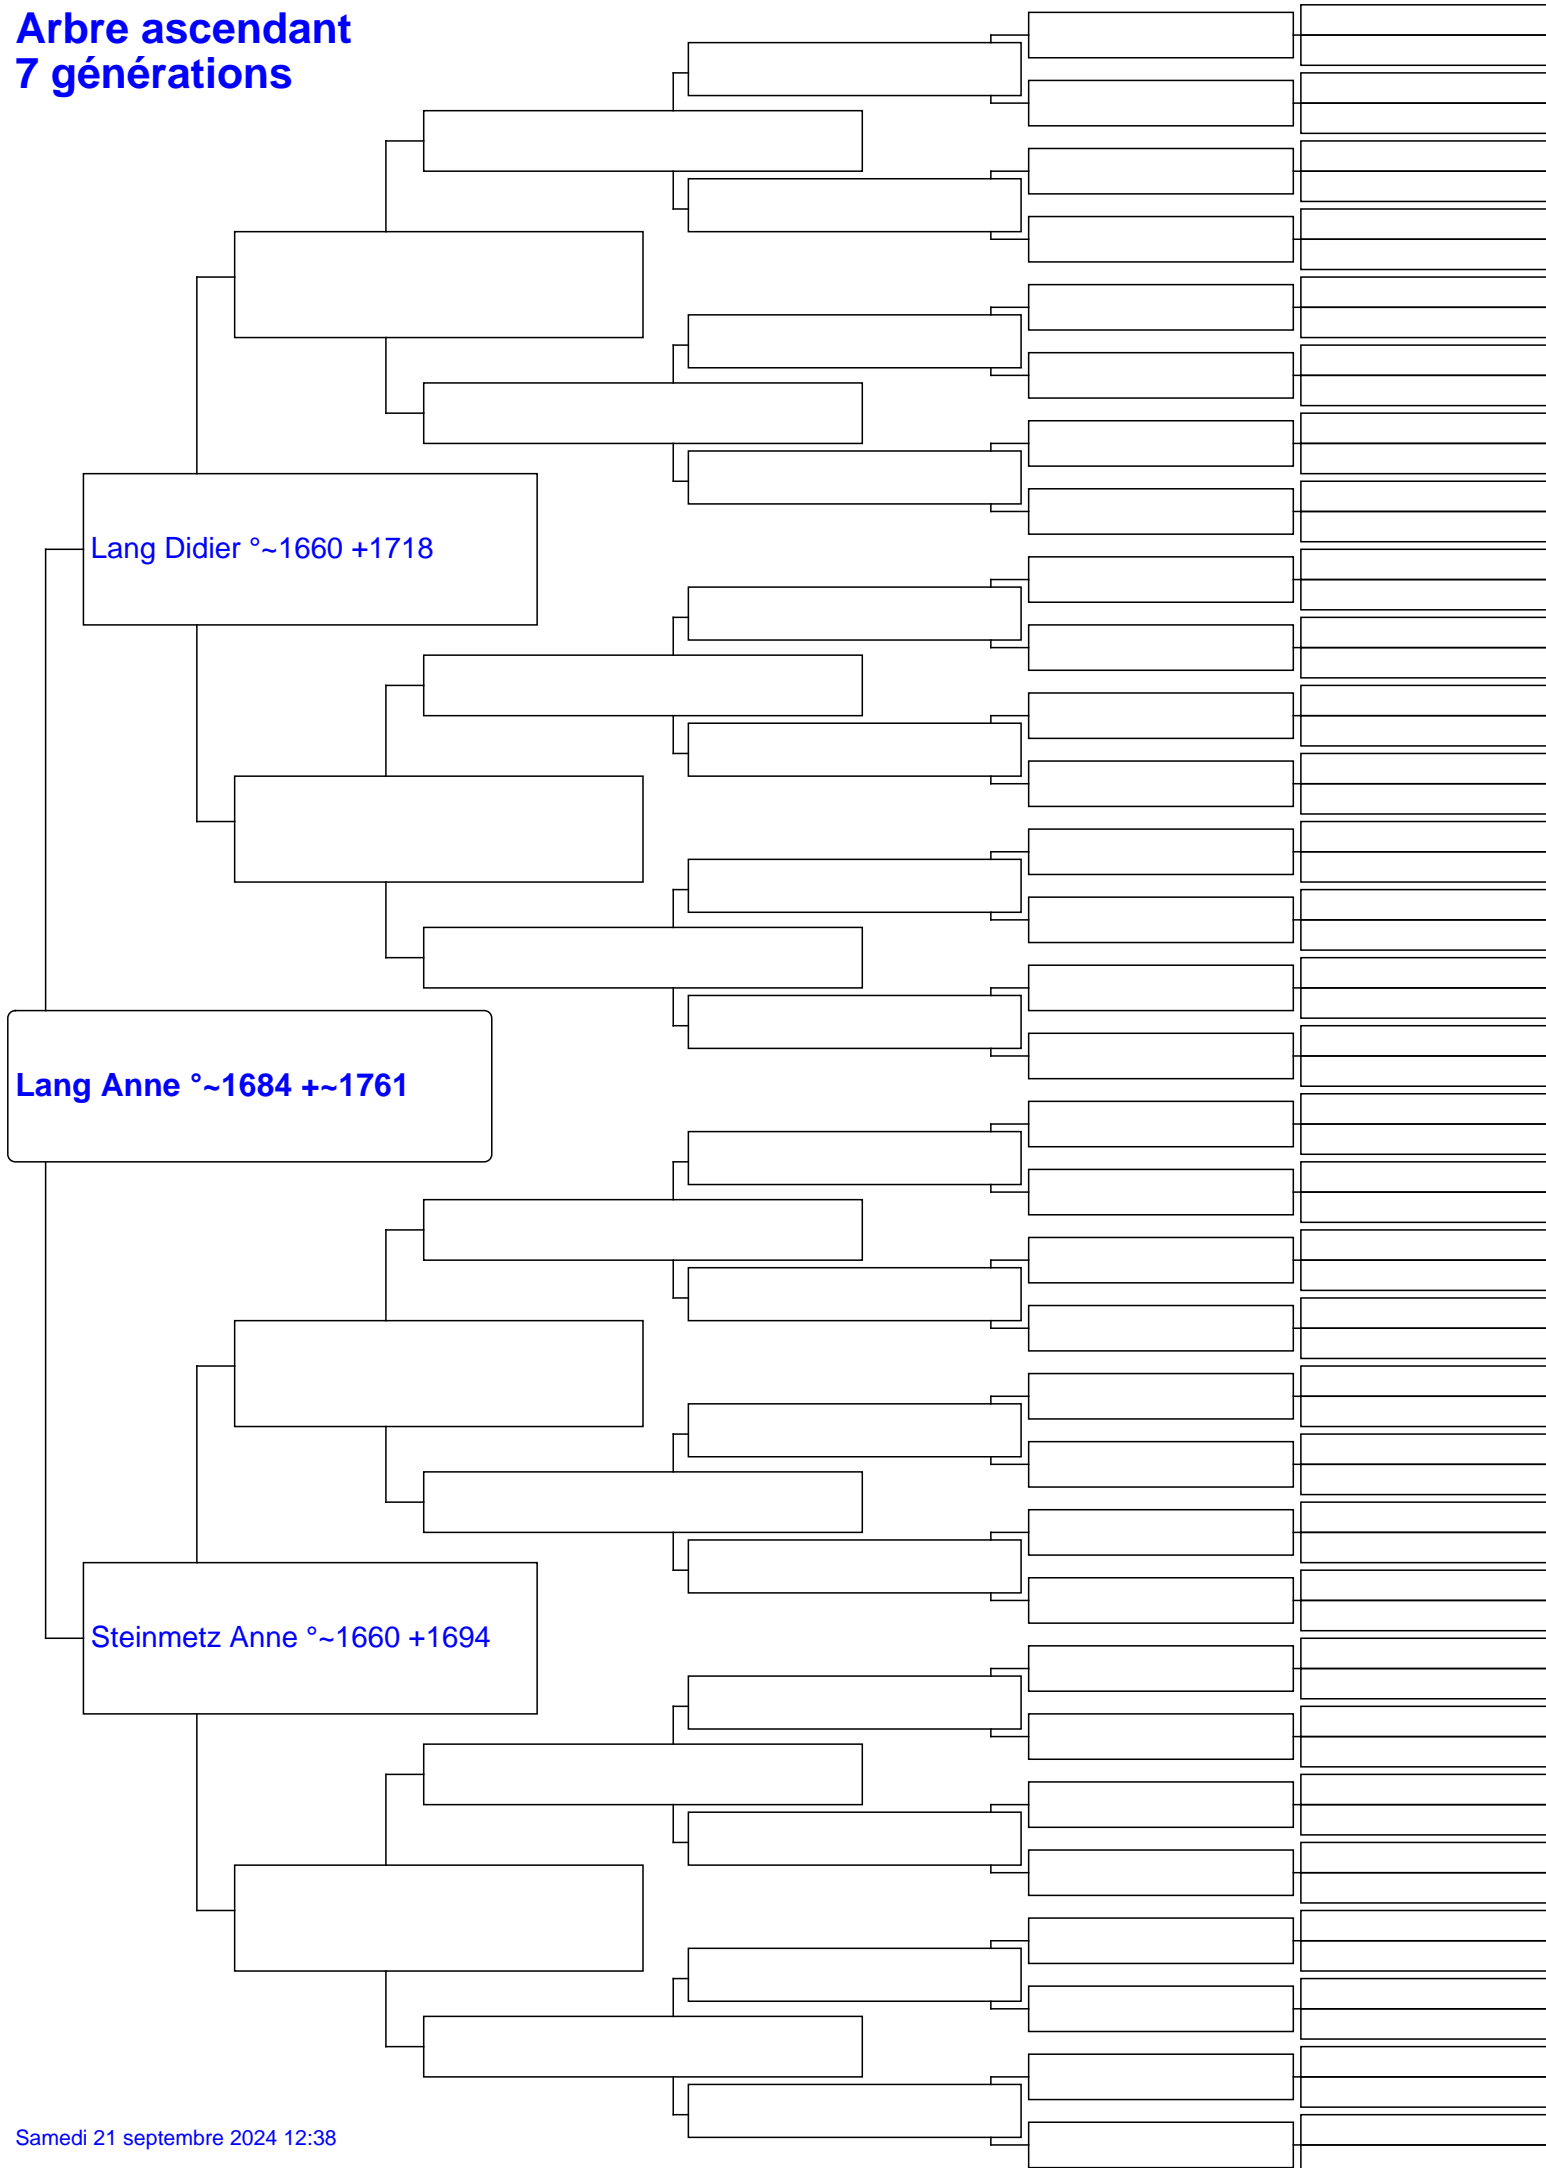 Arbre ascendant
7 générations
Lang Didier °~1660 +1718
Lang Anne °~1684 +~1761
Steinmetz Anne °~1660 +1694
Samedi 21 septembre 2024 12:38